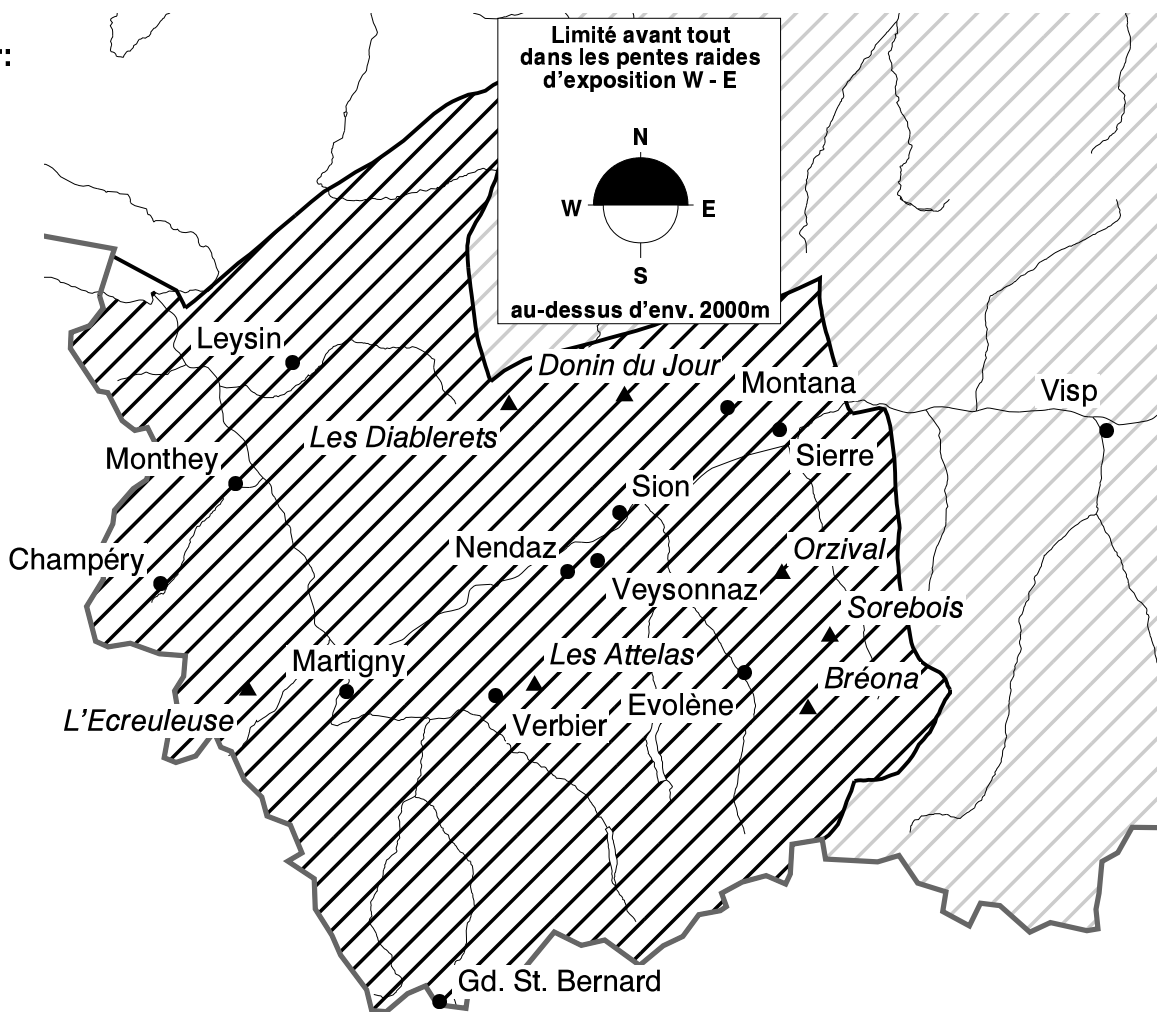 :
Limité avant tout
dans les pentes raides
d'exposition W - E
N
W
E
S
au-dessus d'env. 2000m
Leysin
Donin du Jour
Montana
Visp
Les Diablerets
Monthey
Sierre
Sion
Champéry
Nendaz
Orzival
Veysonnaz
Sorebois
Martigny
Les Attelas
Bréona
L'Ecreuleuse
Verbier
Evolène
Gd. St. Bernard